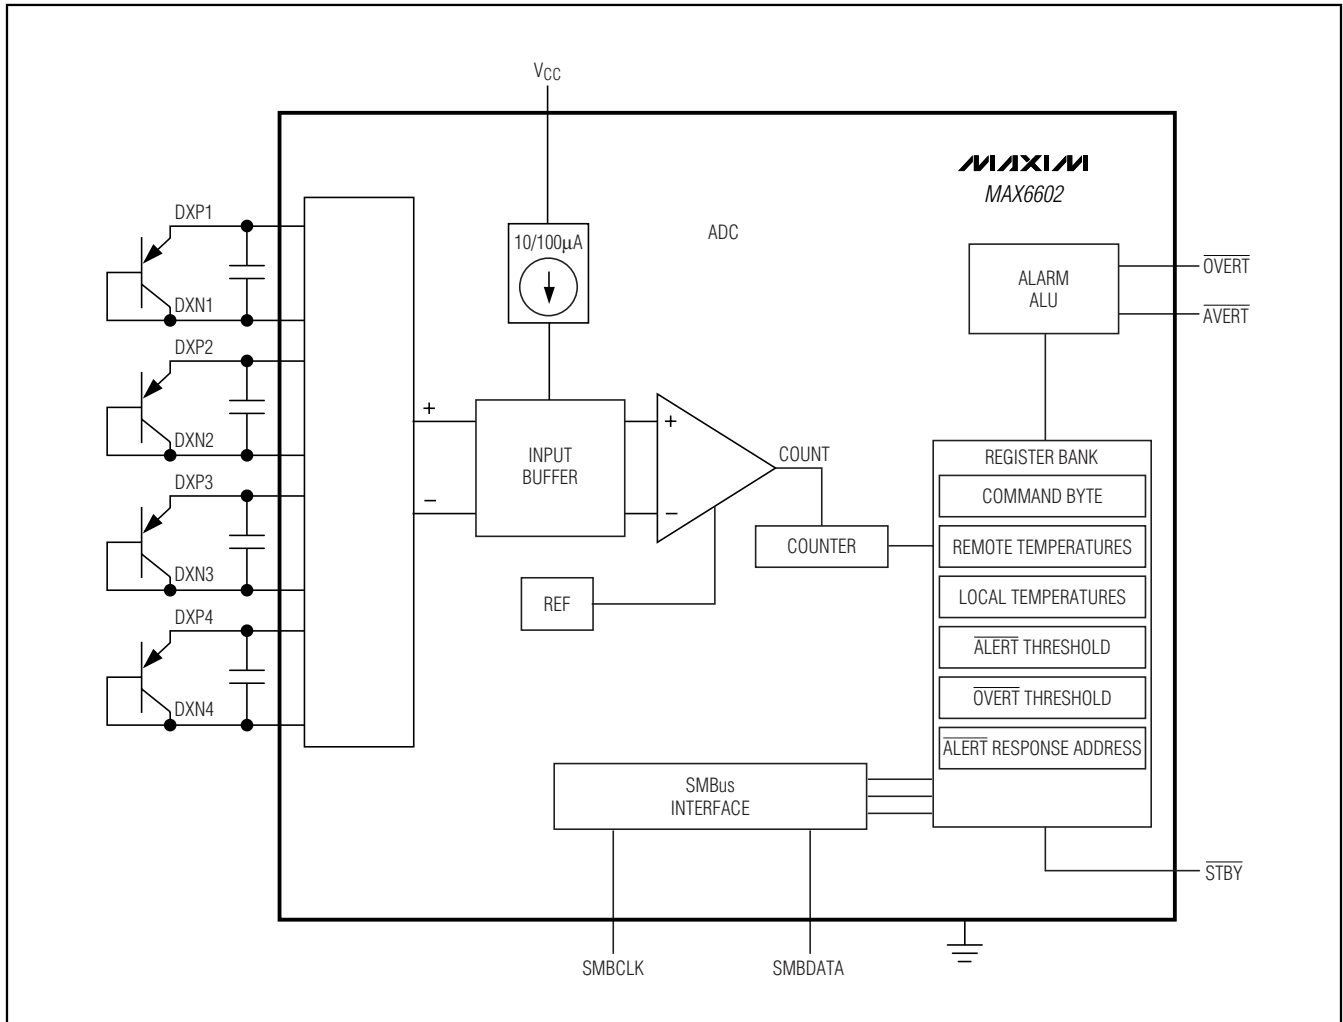 VCC
MAXIM
MAX6602
DXP1
10/100µA
ADC
ALARM
ALU
OVERT
AVERT
DXN1
DXP2
DXN2
+
−
INPUT
BUFFER
+
−
COUNT
COUNTER
REF
REGISTER BANK
COMMAND BYTE
REMOTE TEMPERATURES
LOCAL TEMPERATURES
ALERT THRESHOLD
OVERT THRESHOLD
ALERT RESPONSE ADDRESS
DXP3
DXN3
DXP4
DXN4
SMBus
INTERFACE
STBY
SMBCLK
SMBDATA